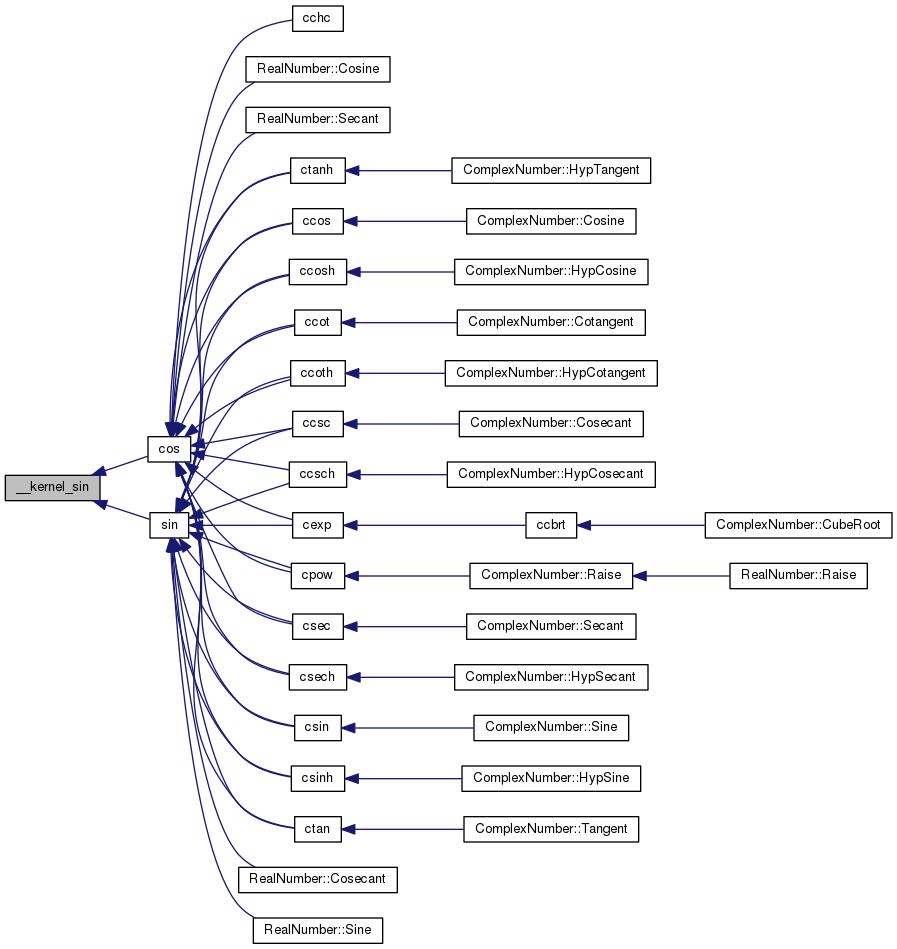 cchc
RealNumber::Cosine
RealNumber::Secant
ctanh ComplexNumber::HypTangent
ccos ComplexNumber::Cosine
ccosh ComplexNumber::HypCosine
ccot ComplexNumber::Cotangent
ccoth ComplexNumber::HypCotangent
ccsc ComplexNumber::Cosecant
cos
ccsch ComplexNumber::HypCosecant
__kernel_sin
sin cexp ccbrt ComplexNumber::CubeRoot
cpow ComplexNumber::Raise RealNumber::Raise
csec ComplexNumber::Secant
csech ComplexNumber::HypSecant
csin ComplexNumber::Sine
csinh ComplexNumber::HypSine
ctan ComplexNumber::Tangent
RealNumber::Cosecant
RealNumber::Sine